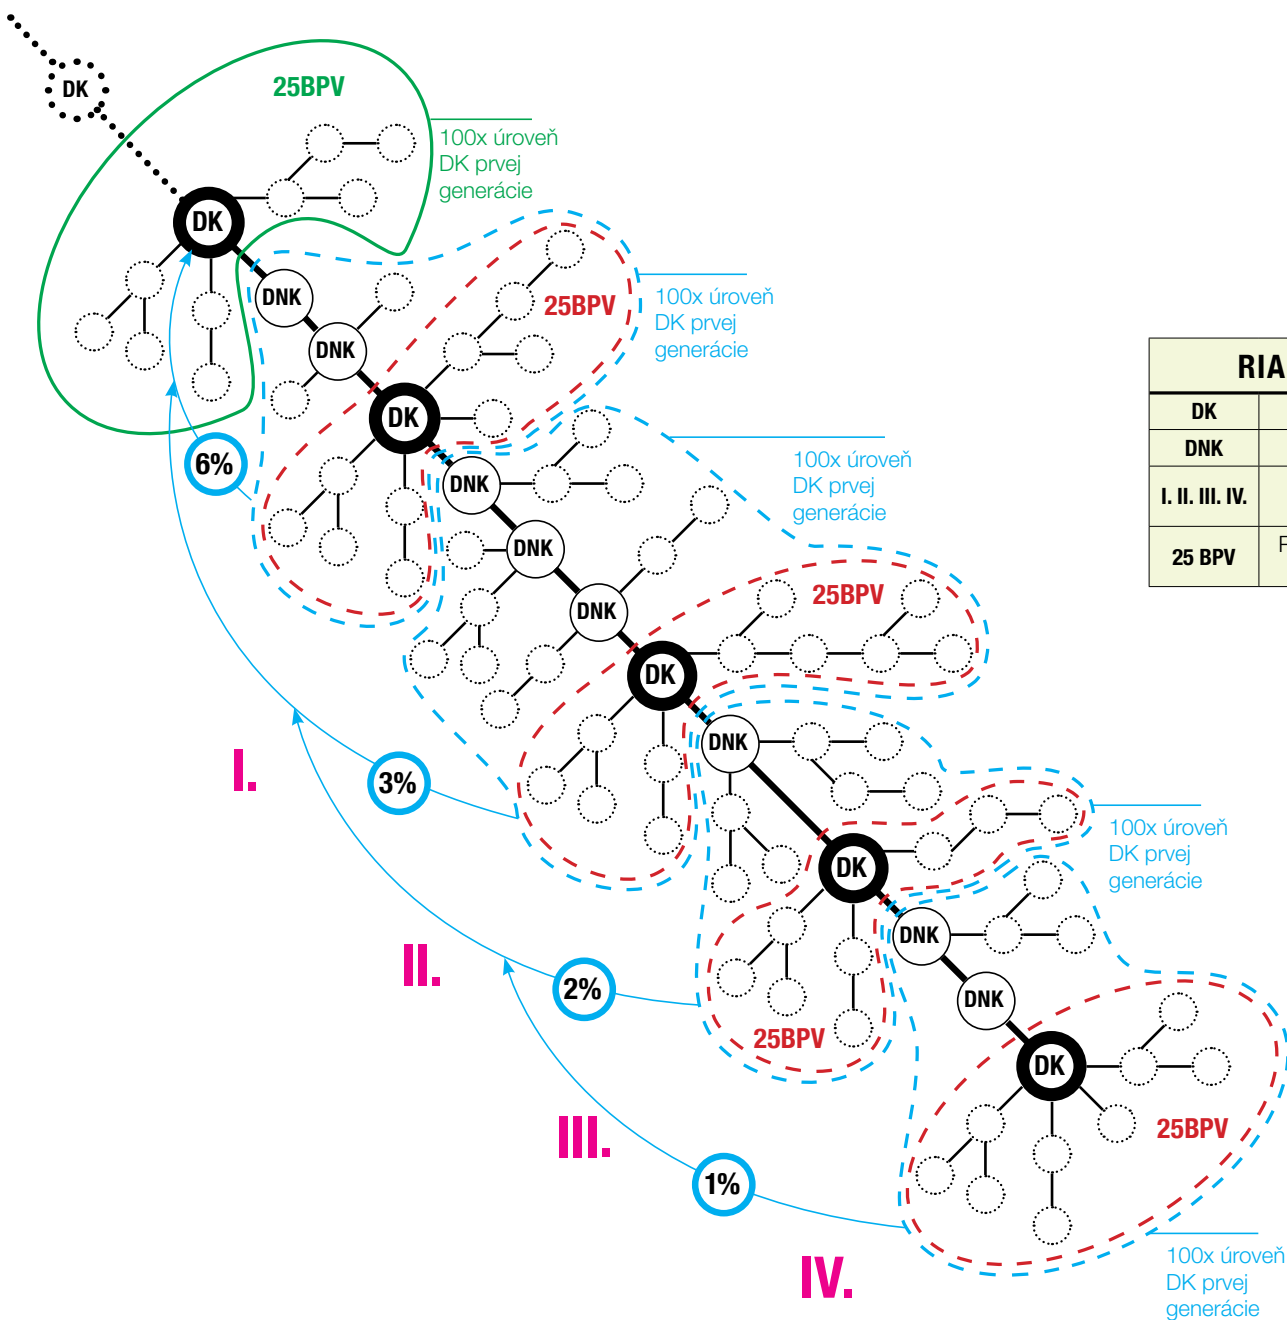 DK
25BPV
100x úroveň
DK prvej
generácie
DK
DNK
25BPV
100x úroveň
DK prvej
generácie
DNK
DK
6%
DNK
100x úroveň
DK prvej
generácie
DNK
DNK
25BPV
DK
DNK
I.
3%
100x úroveň
DK prvej
generácie
DK
DNK
II.
2%
DNK
25BPV
DK
25BPV
III.
1%
IV.
100x úroveň
DK prvej
generácie
RIA
DK
DNK
I. II. III. IV.
25 BPV